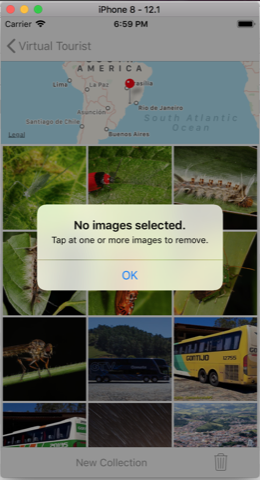 iPhone 8 - 12.1
Carrier 6:59 PM
Virtual Tourist
AMERICA
Lima
La Paz
Brasília
Rio de Janeiro
Santiago de Chile
Buenos Aires
South Atlantic
Ocean
Legal
No images selected.
Tap at one or more images to remove.
OK
GONTIJO
12755
New Collection